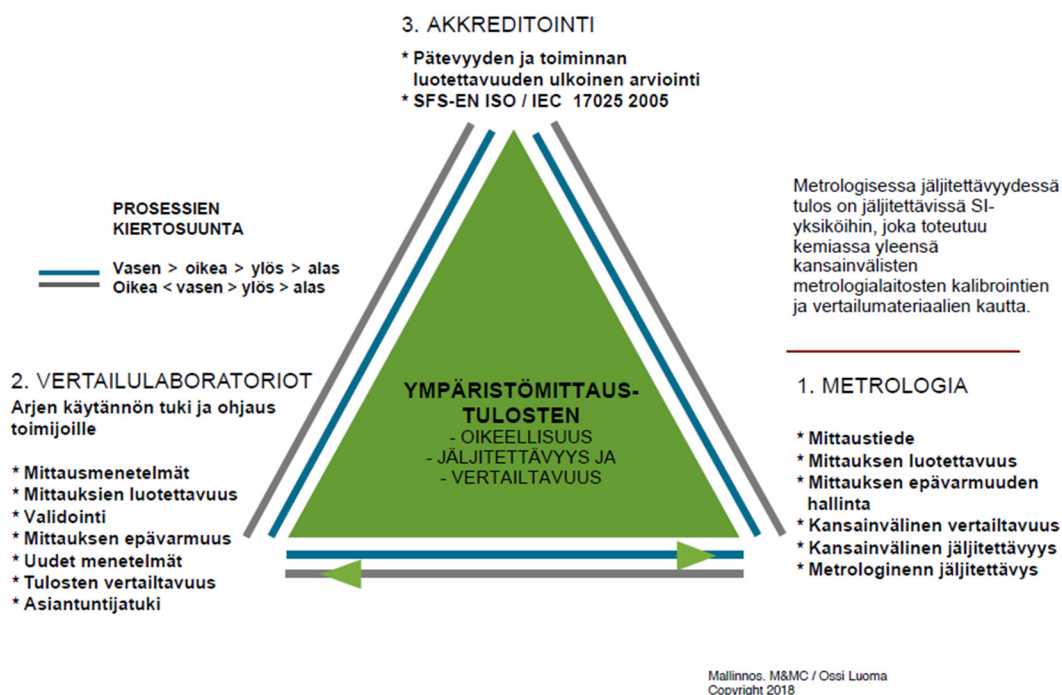 3. AKKREDITOINTI
* Pätevyyden ja toiminnan
luotettavuuden ulkoinen arviointi
* SFS-EN ISO / IEC 17025 2005
PROSESSIEN
KIERTOSUUNTA
Vasen > oikea > ylös > alas
Oikea < vasen > ylös > alas
Metrologisessa jäljitettävyydessä
tulos on jäljitettävissä SI-
yksiköihin, joka toteutuu
kemiassa yleensä
kansainvälisten
metrologialaitosten kalibrointien
ja vertailumateriaalien kautta.
2. VERTAILULABORATORIOT
Arjen käytännön tuki ja ohjaus
toimijoille
* Mittausmenetelmät
* Mittauksien luotettavuus
* Validointi
* Mittauksen epävarmuus
* Uudet menetelmät
* Tulosten vertailtavuus
* Asiantuntijatuki
YMPÄRISTÖMITTAUS-
TULOSTEN
- OIKEELLISUUS
- JÄLJITETTÄVYYS JA
- VERTAILTAVUUS
1. METROLOGIA
* Mittaustiede
* Mittauksen luotettavuus
* Mittauksen epävarmuuden
hallinta
* Kansainvälinen vertailtavuus
* Kansainvälinen jäljitettävyys
* Metrologinenn jäljitettävys
Mallinnos. M&MC / Ossi Luoma
Copyright 2018